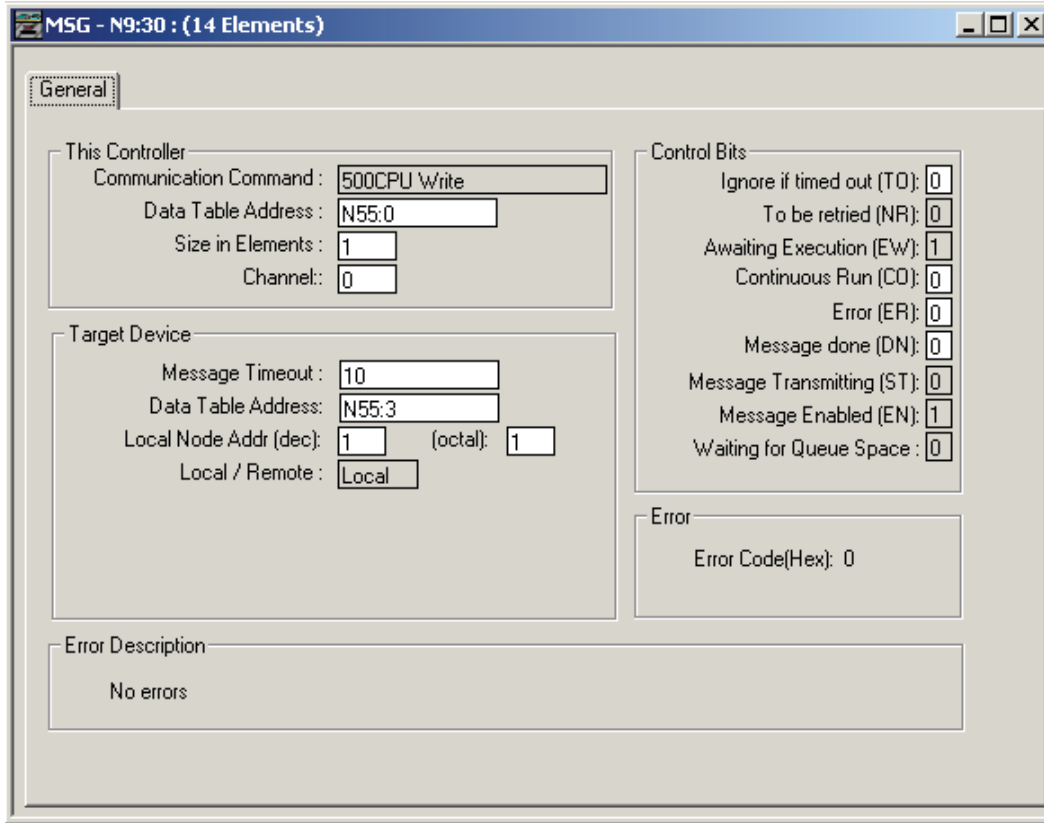 MSG - N9:30 : (14 Elements)
General
This Controller
Communication Command : 500CPU Write
Data Table Address : N55:0
Size in Elements : 1
Channel:: 0
Target Device
Message Timeout : 10
Data Table Address: N55:3
Local Node Addr (dec): 1 (octal): 1
Local / Remote : Local
Control Bits
Ignore if timed out (TO): 0
To be retried (NR): 0
Awaiting Execution (EW): 1
Continuous Run (CO): 0
Error (ER): 0
Message done (DN): 0
Message Transmitting (ST): 0
Message Enabled (EN): 1
Waiting for Queue Space : 0
Error
Error Code(Hex): 0
Error Description
No errors